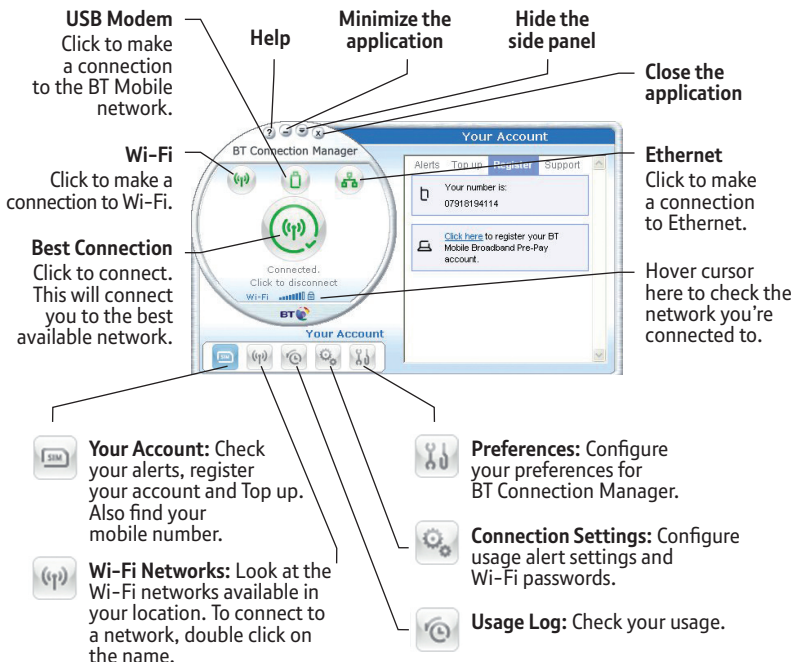 USB Modem
Click to make
a connection
to the BT Mobile
network.
Help
Minimize the
application
Hide the
side panel
Close the
application
Wi-Fi
Click to make a
connection to Wi-Fi.
Best Connection
Click to connect.
This will connect
you to the best
available network.
Ethernet
Click to make
a connection
to Ethernet.
Hover cursor
here to check the
network you're
connected to.
?
x
BT Connection Manager
Connected.
Click to disconnect
Wi-Fi
BT
Your Account
Your Account
Alerts Top up Register Support
Your number is:
07918194114
Click here to register your BT
Mobile Broadband Pre-Pay
account.
SIM
SIM
Your Account: Check
your alerts, register
your account and Top up.
Also find your
mobile number.
Wi-Fi Networks: Look at the
Wi-Fi networks available in
your location. To connect to
a network, double click on
the name.
Preferences: Configure
your preferences for
BT Connection Manager.
Connection Settings: Configure
usage alert settings and
Wi-Fi passwords.
Usage Log: Check your usage.